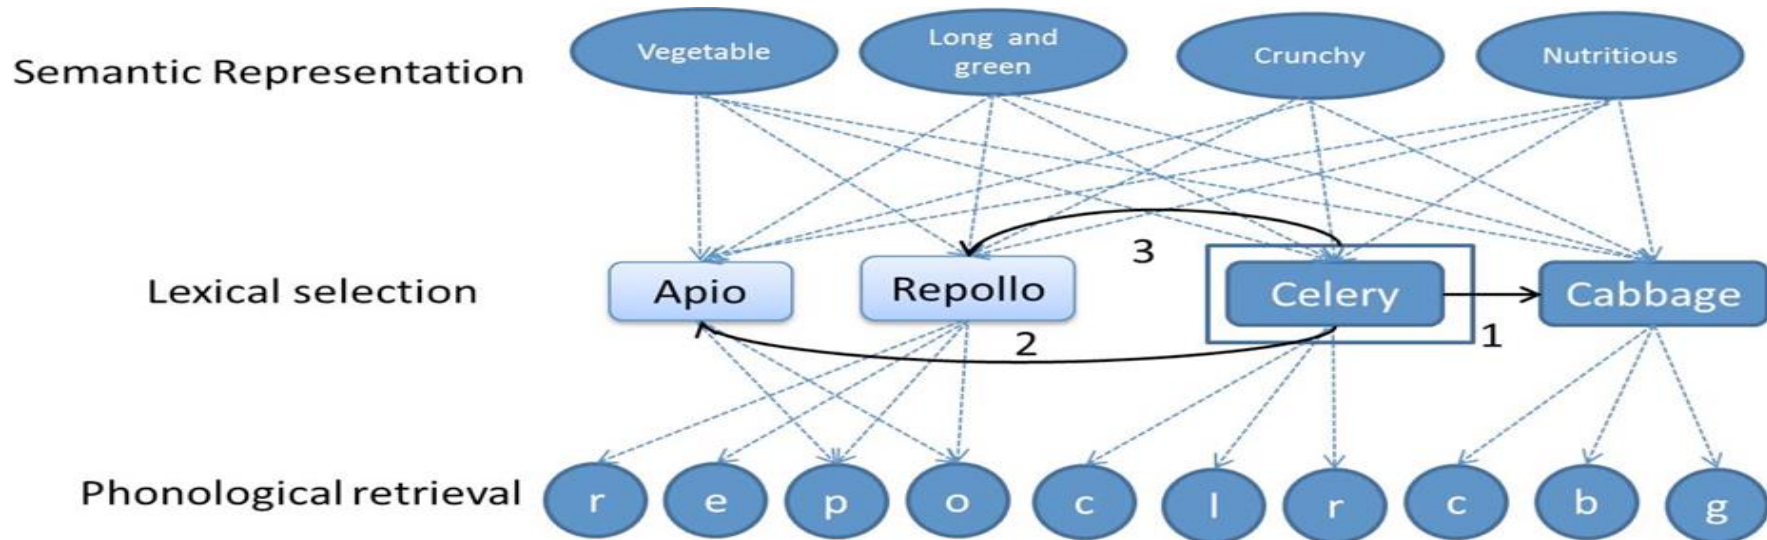 Semantic Representation
Vegetable
Long and
green
Crunchy
Nutritious
Lexical selection
Apio
Repollo
3
Celery
Cabbage
2
1
Phonological retrieval
r
e
p
o
c
l
r
c
b
g